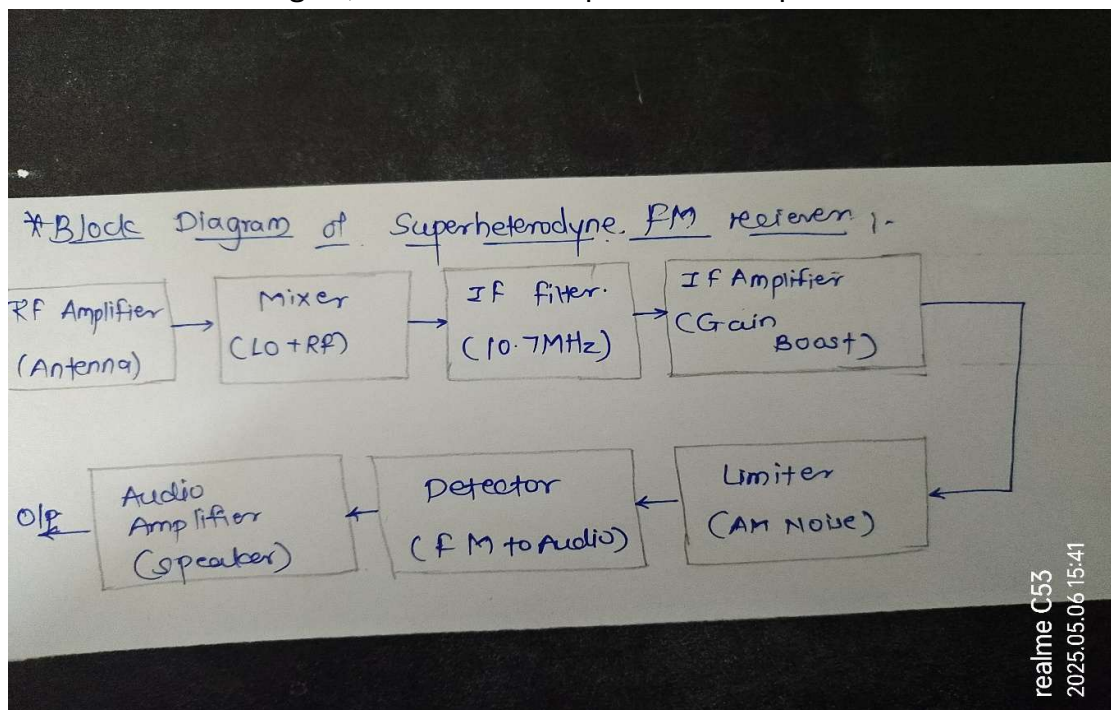 *Block Diagram of Superheterodyne FM reciever :-
RF Amplifier
(Antenna)
Mixer
(LO + RF)
IF filter.
(10.7MHz)
IF Amplifier
(Gain
Boost)
Limiter
(AM Noise)
Detector
(FM to Audio)
Audio
Amplifier
(speaker)
O/P
realme C53
2025.05.06 15:41